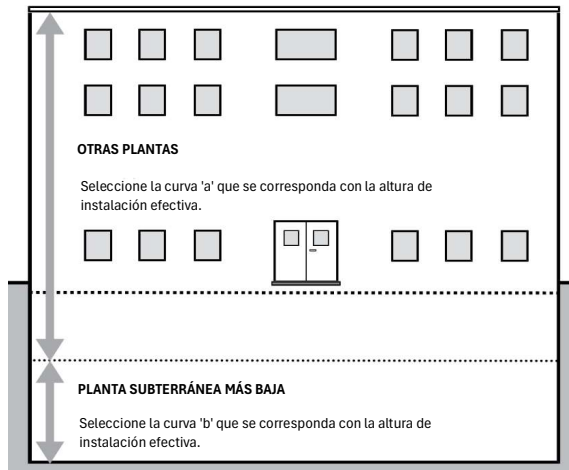 OTRAS PLANTAS
Seleccione la curva 'a' que se corresponda con la altura de
instalación efectiva.
PLANTA SUBTERRÁNEA MÁS BAJA
Seleccione la curva 'b' que se corresponda con la altura de
instalación efectiva.